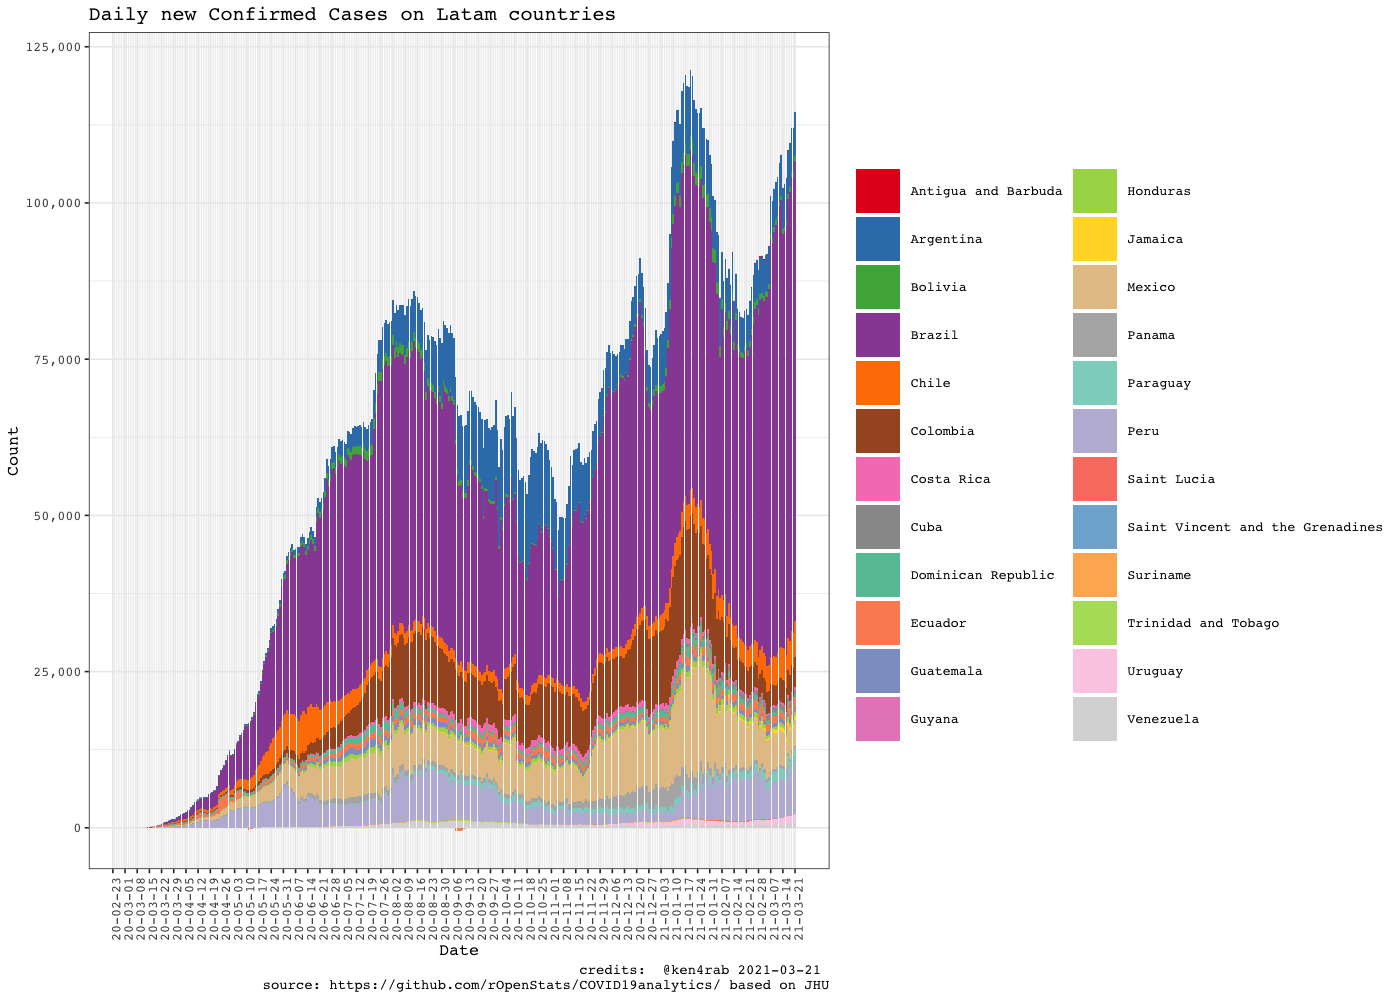 Daily new Confirmed Cases on Latam countries
Count
125,000
100,000
75,000
50,000
25,000
0
20-02-23
20-03-01
20-03-08
20-03-15
20-03-22
20-03-29
20-04-05
20-04-12
20-04-19
20-04-26
20-05-03
20-05-10
20-05-17
20-05-24
20-05-31
20-06-07
20-06-14
20-06-21
20-06-28
20-07-05
20-07-12
20-07-19
20-07-26
20-08-02
20-08-09
20-08-16
20-08-23
20-08-30
20-09-06
20-09-13
20-09-20
20-09-27
20-10-04
20-10-11
20-10-18
20-10-25
20-11-01
20-11-08
20-11-15
20-11-22
20-11-29
20-12-06
20-12-13
20-12-20
20-12-27
21-01-03
21-01-10
21-01-17
21-01-24
21-01-31
21-02-07
21-02-14
21-02-21
21-02-28
21-03-07
21-03-14
21-03-21
Date
Antigua and Barbuda
Argentina
Bolivia
Brazil
Chile
Colombia
Costa Rica
Cuba
Dominican Republic
Ecuador
Guatemala
Guyana
Honduras
Jamaica
Mexico
Panama
Paraguay
Peru
Saint Lucia
Saint Vincent and the Grenadines
Suriname
Trinidad and Tobago
Uruguay
Venezuela
credits:  @ken4rab 2021-03-21
source: https://github.com/rOpenStats/COVID19analytics/ based on JHU